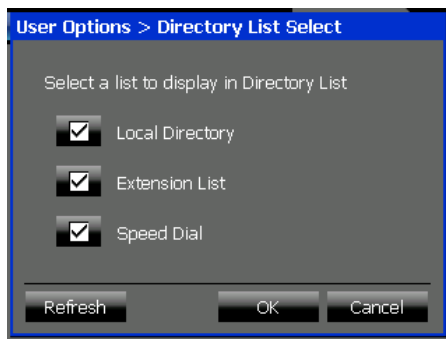 User Options > Directory List Select
Select a list to display in Directory List
Local Directory
Extension List
Speed Dial
Refresh OK Cancel